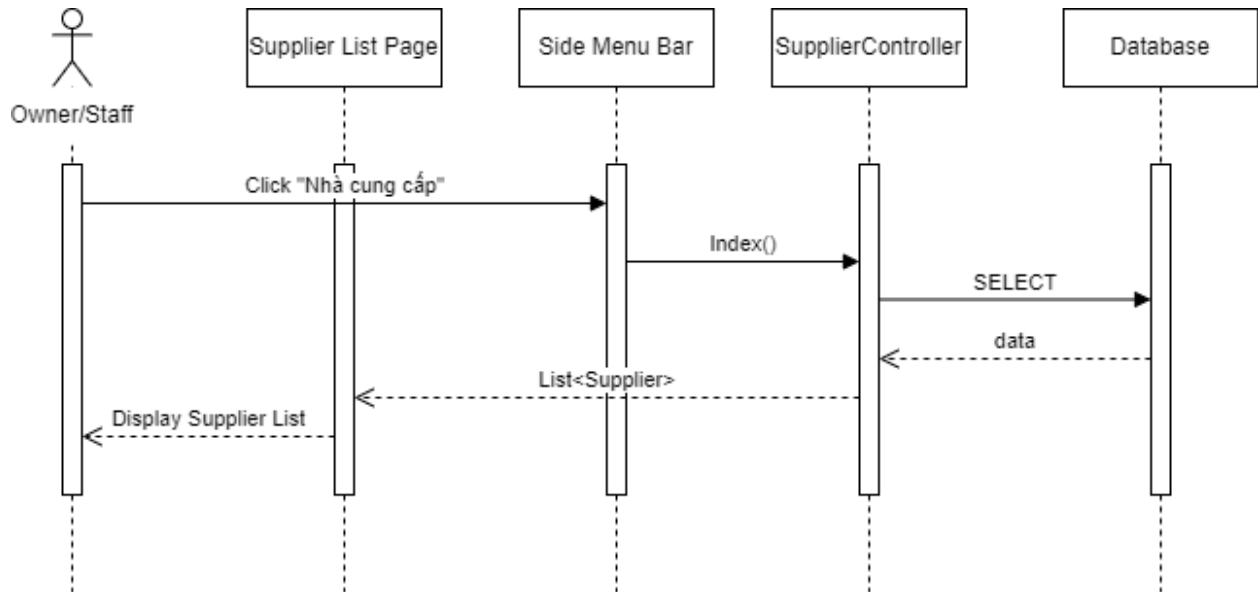 Supplier List Page
Side Menu Bar
SupplierController
Database
Owner/Staff
Click "Nhà cung cấp"
Index()
SELECT
data
List<Supplier>
Display Supplier List